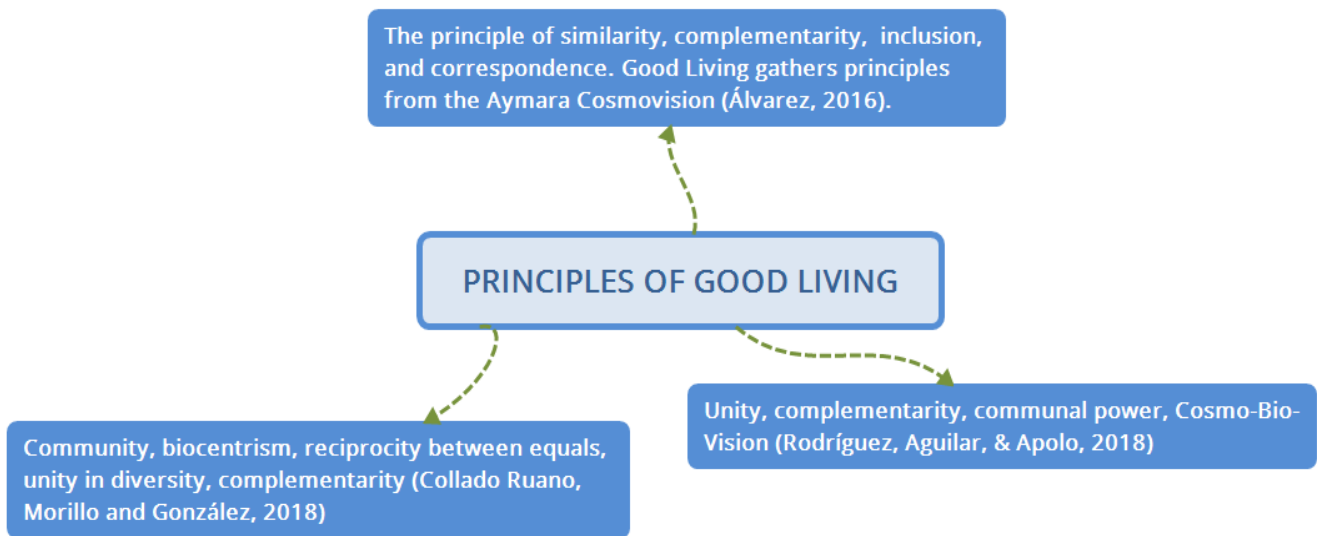 The principle of similarity, complementarity, inclusion,
and correspondence. Good Living gathers principles
from the Aymara Cosmovision (Álvarez, 2016).
PRINCIPLES OF GOOD LIVING
Unity, complementarity, communal power, Cosmo-Bio-
Vision (Rodríguez, Aguilar, & Apolo, 2018)
Community, biocentrism, reciprocity between equals,
unity in diversity, complementarity (Collado Ruano,
Morillo and González, 2018)